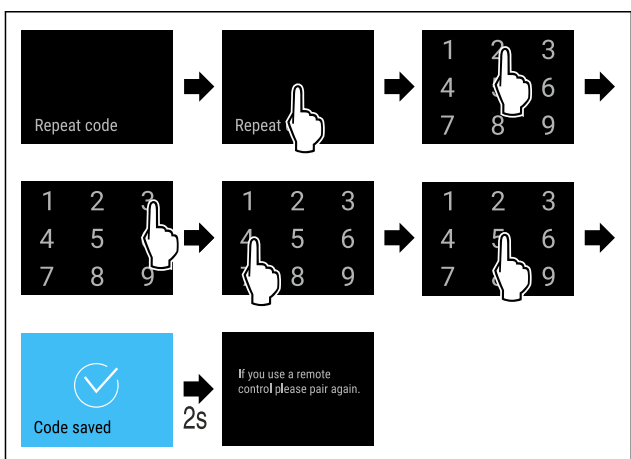 Repeat code
Repeat
1 2 3
4 6
7 8 9
1 2 3
4 5
7 8 9
1 2 3
4 5 6
8 9
1 2 3
4 5 6
7 9
Code saved
2s
If you use a remote
control please pair again.